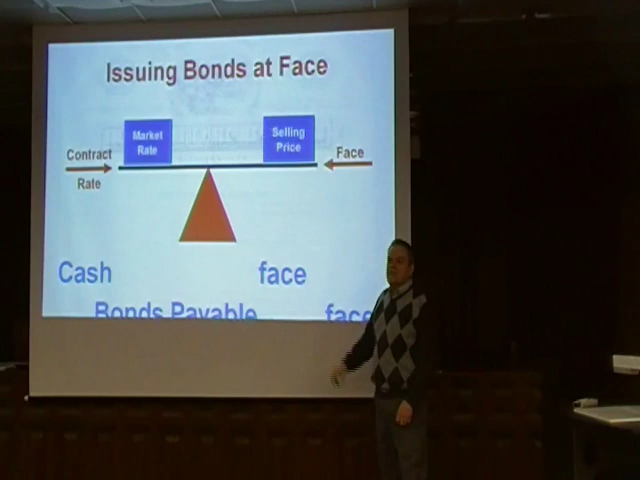 Issuing Bonds at Face
Market
Rate
Selling
Price
Contract
Rate
Face
Cash face
Bonds Payable face